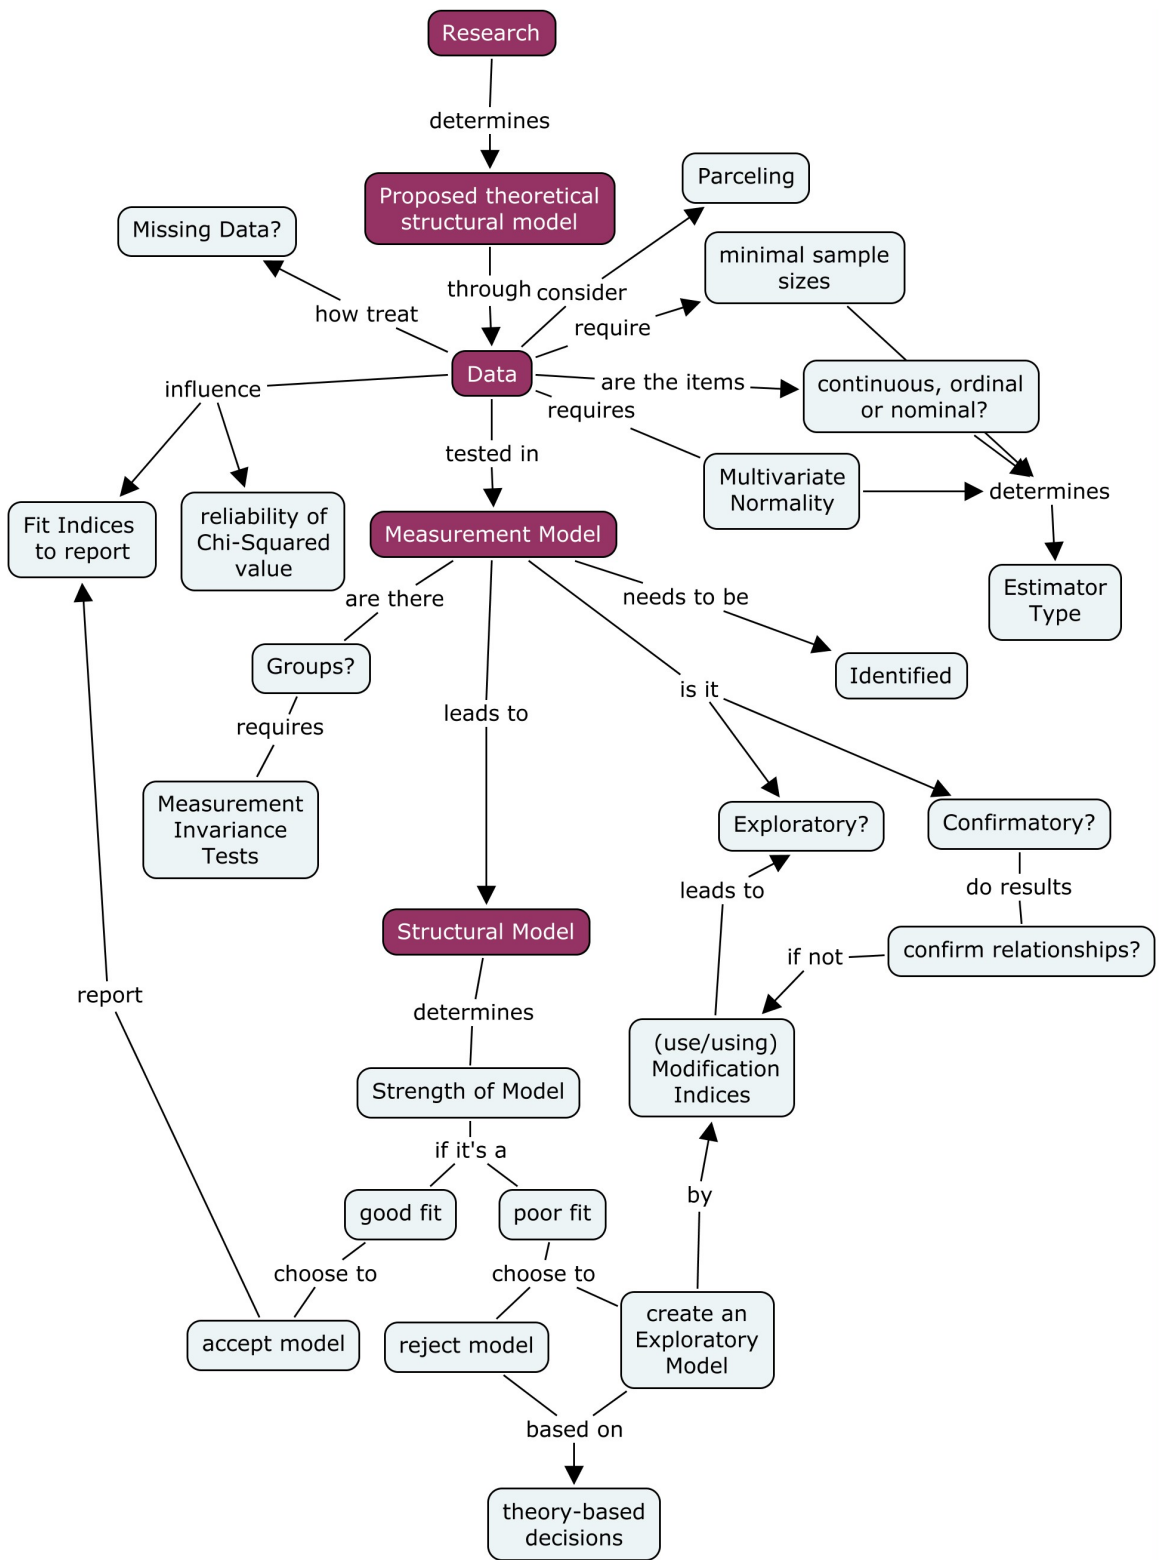 Research
determines
Proposed theoretical
structural model
Parceling
Missing Data?
minimal sample
sizes
through
consider
how treat
require
Data
influence
are the items
continuous, ordinal
or nominal?
requires
tested in
Multivariate
Normality
determines
Fit Indices
to report
reliability of
Chi-Squared
value
Measurement Model
Estimator
Type
are there
needs to be
Groups?
Identified
is it
requires
leads to
Measurement
Invariance
Tests
Exploratory?
Confirmatory?
leads to
do results
Structural Model
confirm relationships?
if not
report
determines
(use/using)
Modification
Indices
Strength of Model
if it's a
by
good fit
poor fit
choose to
choose to
create an
Exploratory
Model
accept model
reject model
based on
theory-based
decisions